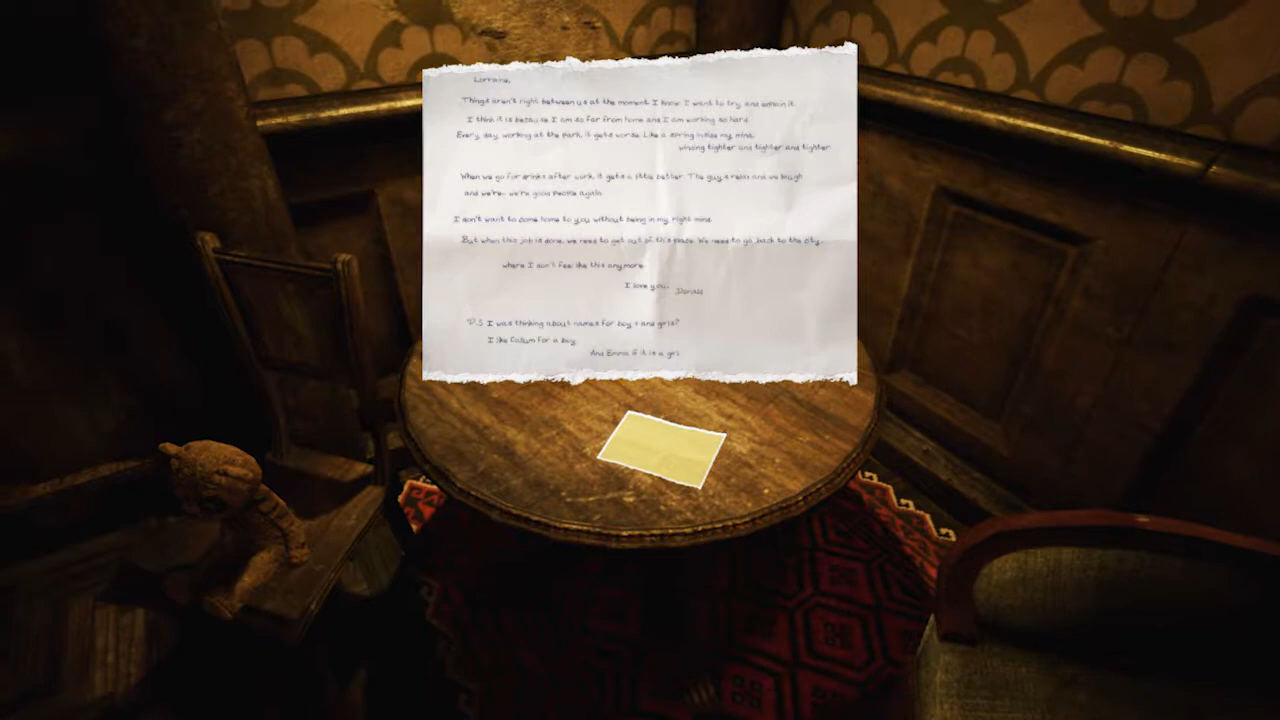 Lorraine,
Things aren't right between us at the moment. I know. I want to try and explain it.
I think it is because I am so far from home and I am working so hard.
Every day, working at the park, it gets worse. Like a spring inside my mind,
winding tighter and tighter and tighter.
When we go for drinks after work, it gets a little better. The guys relax and we laugh
and we're- we're good people again.
I don't want to come home to you without being in my right mind.
But when this job is done, we need to get out of this place. We need to go back to the city,
where I don't feel like this anymore.
I love you,
Donald
P.S I was thinking about names for boys and girls?
I like Callum for a boy.
And Emma if it is a girl.